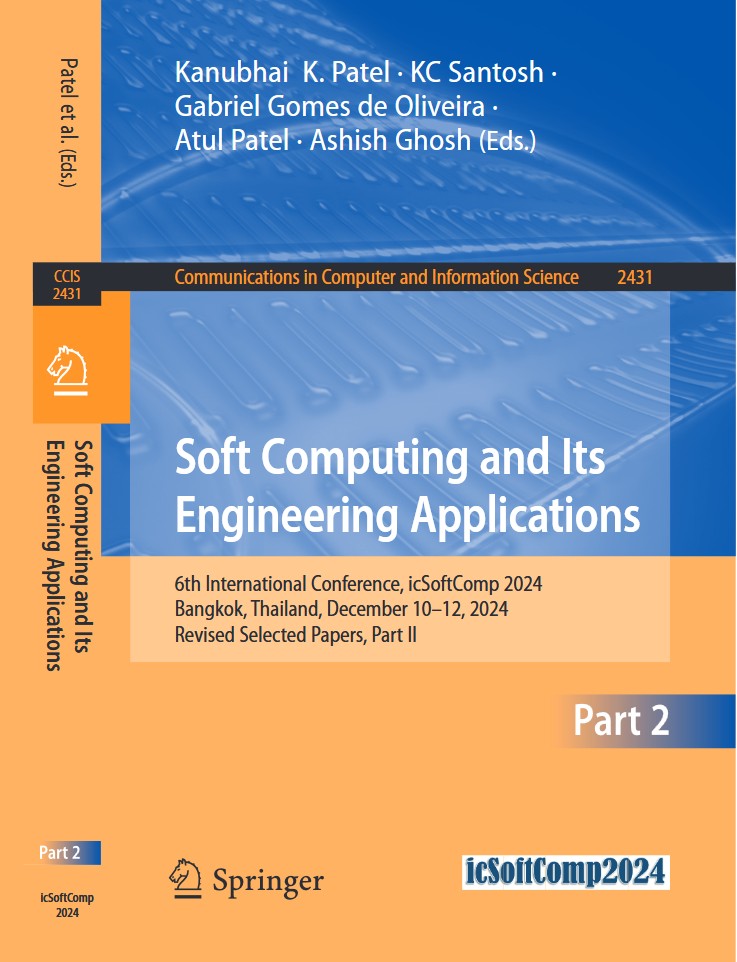 Patel et al. (Eds.)
CCIS
2431
Soft Computing and Its
Engineering Applications
Part 2
icSoftComp
2024
Kanubhai K. Patel · KC Santosh ·
Gabriel Gomes de Oliveira ·
Atul Patel · Ashish Ghosh (Eds.)
Communications in Computer and Information Science 2431
Soft Computing and Its
Engineering Applications
6th International Conference, icSoftComp 2024
Bangkok, Thailand, December 10–12, 2024
Revised Selected Papers, Part II
Part 2
Springer
icSoftComp2024